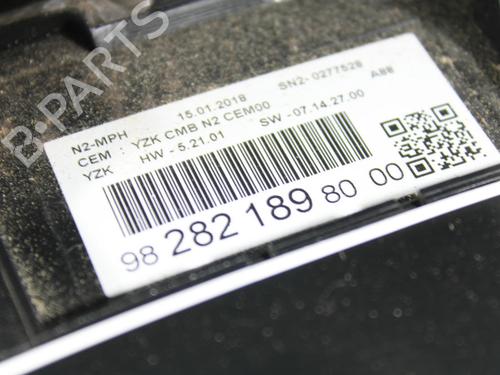 B-PARTS
N2-MPH 15.01.2018 SN2- 0277528 A88
CEM : YZK CMB N2 CEM00
YZK HW - 5.21.01 SW - 07.14.27.00
98 282 189 80 00